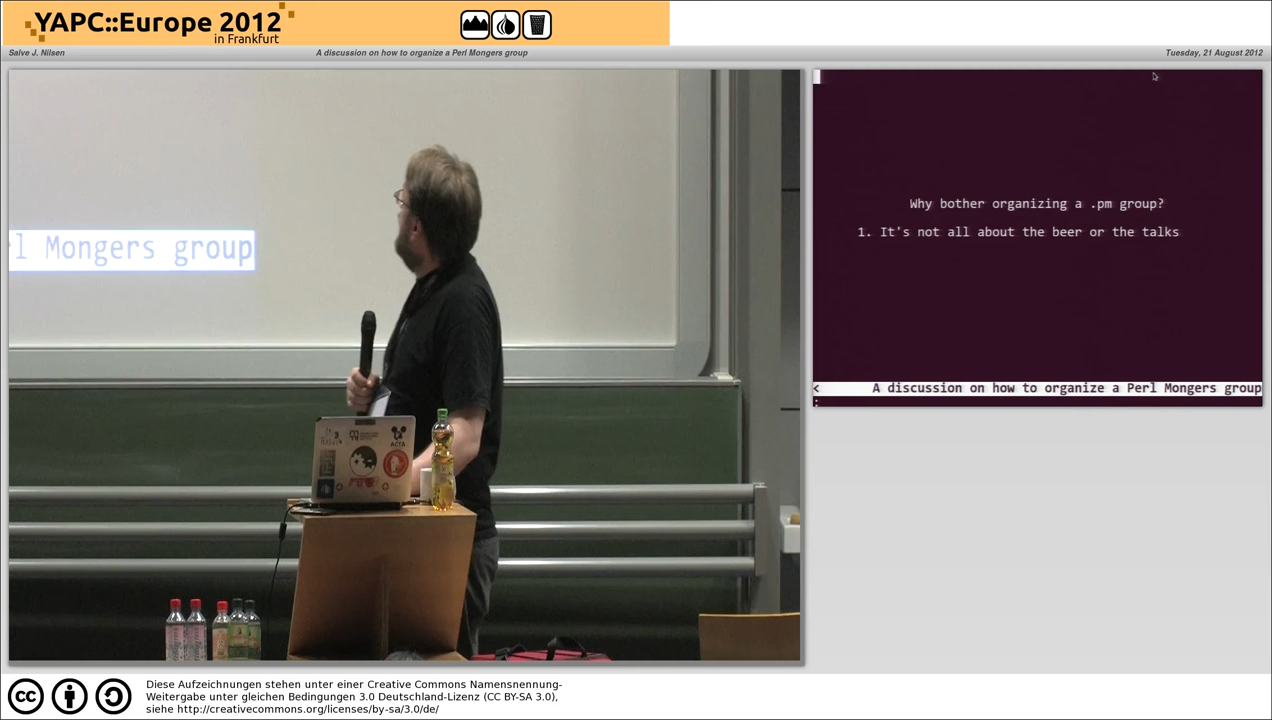 YAPC::Europe 2012
in Frankfurt
Salve J. Nilsen
A discussion on how to organize a Perl Mongers group
Tuesday, 21 August 2012
l Mongers group
ACTA
Why bother organizing a .pm group?
1. It's not all about the beer or the talks
< A discussion on how to organize a Perl Mongers group
:
Diese Aufzeichnungen stehen unter einer Creative Commons Namensnennung-
Weitergabe unter gleichen Bedingungen 3.0 Deutschland-Lizenz (CC BY-SA 3.0),
siehe http://creativecommons.org/licenses/by-sa/3.0/de/